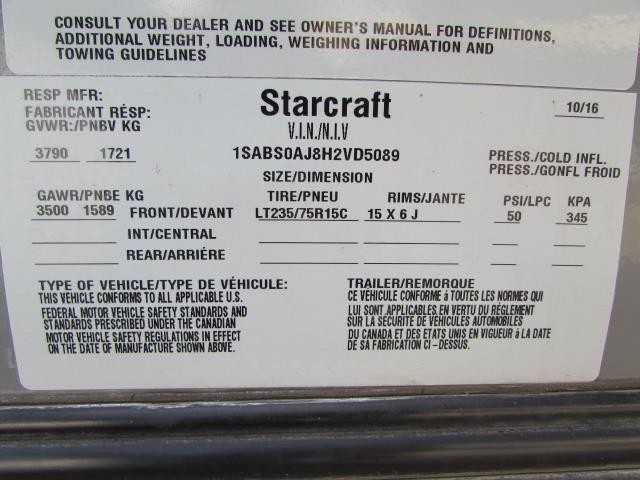 CONSULT YOUR DEALER AND SEE OWNER'S MANUAL FOR DEFINITIONS,
ADDITIONAL WEIGHT, LOADING, WEIGHING INFORMATION AND
TOWING GUIDELINES
RESP MFR:
FABRICANT RÉSP:
GVWR:/PNBV KG
Starcraft
10/16
V.I.N./N.I.V
3790 1721
1SABS0AJ8H2VD5089
PRESS./COLD INFL.
PRESS./GONFL FROID
SIZE/DIMENSION
GAWR/PNBE KG
TIRE/PNEU RIMS/JANTE PSI/LPC KPA
3500 1589 FRONT/DEVANT LT235/75R15C 15 X 6 J 50 345
INT/CENTRAL
REAR/ARRIÉRE
TYPE OF VEHICLE/TYPE DE VÉHICULE:
THIS VEHICLE CONFORMS TO ALL APPLICABLE U.S.
FEDERAL MOTOR VEHICLE SAFETY STANDARDS AND
STANDARDS PRESCRIBED UNDER THE CANADIAN
MOTOR VEHICLE SAFETY REGULATIONS IN EFFECT
ON THE DATE OF MANUFACTURE SHOWN ABOVE.
TRAILER/REMORQUE
CE VÉHICULE CONFORME à TOUTES LES NORMES QUI
LUI SONT APPLICABLES EN VERTU DU RÉGLEMENT
SUR LA SÉCURITÉ DE VÉHICULES AUTOMOBILES
DU CANADA ET DES ETATS UNIS EN VIGUEUR à LA DATE
DE SA FABRICATION CI - DESSUS.